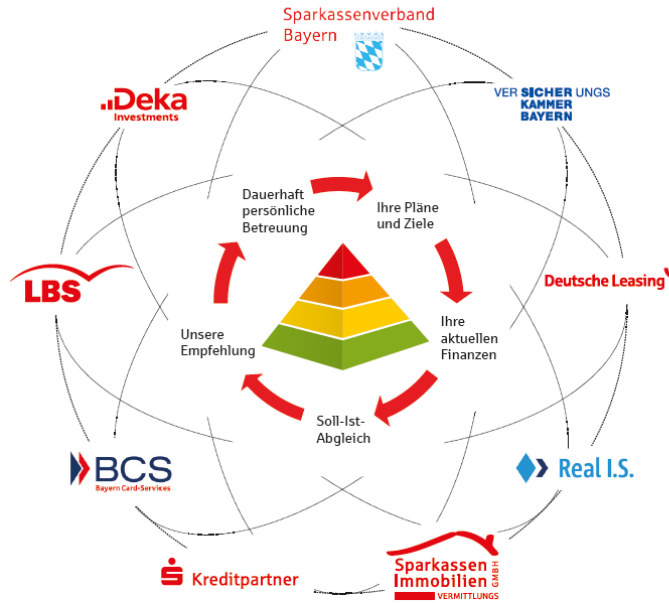 Sparkassenverband
Bayern
Deka
Investments
VER SICHER UNGS
KAMMER
BAYERN
Dauerhaft
persönliche
Betreuung
Ihre Pläne
und Ziele
LBS
Deutsche Leasing
Unsere
Empfehlung
Ihre
aktuellen
Finanzen
Soll-Ist-
Abgleich
BCS
Bayern Card-Services
Real I.S.
Kreditpartner
Sparkassen
Immobilien
GMBH
VERMITTLUNGS